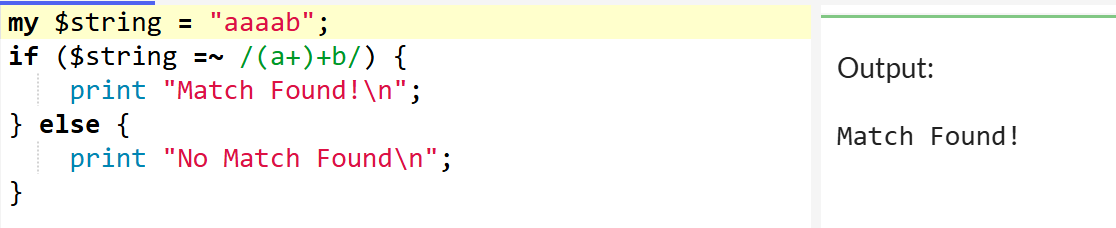 my $string = "aaaab";
if ($string =~ /(a+)+b/) {
    print "Match Found!\n";
} else {
    print "No Match Found\n";
}
Output:
Match Found!